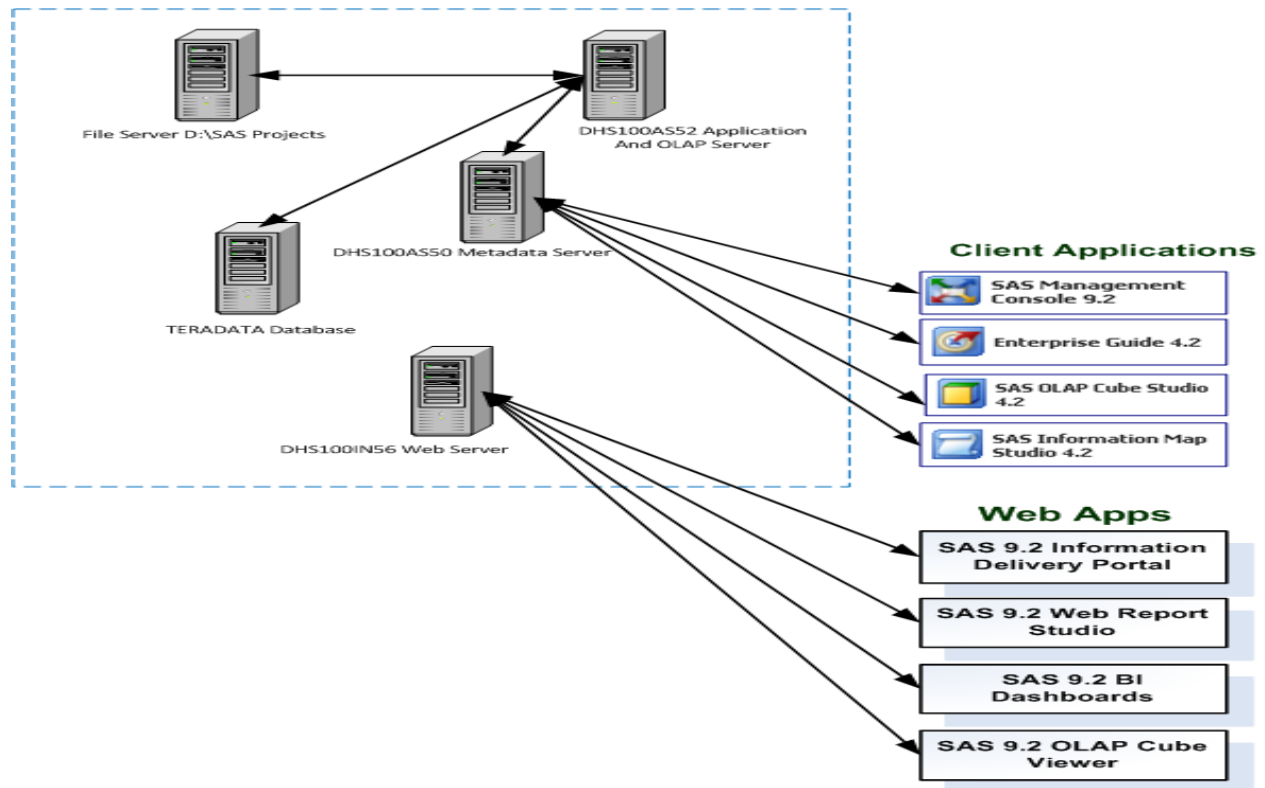 File Server D:\SAS Projects
DHS100AS52 Application
And OLAP Server
DHS100AS50 Metadata Server
TERADATA Database
DHS100IN56 Web Server
Client Applications
SAS Management
Console 9.2
Enterprise Guide 4.2
SAS OLAP Cube Studio
4.2
SAS Information Map
Studio 4.2
Web Apps
SAS 9.2 Information
Delivery Portal
SAS 9.2 Web Report
Studio
SAS 9.2 BI
Dashboards
SAS 9.2 OLAP Cube
Viewer